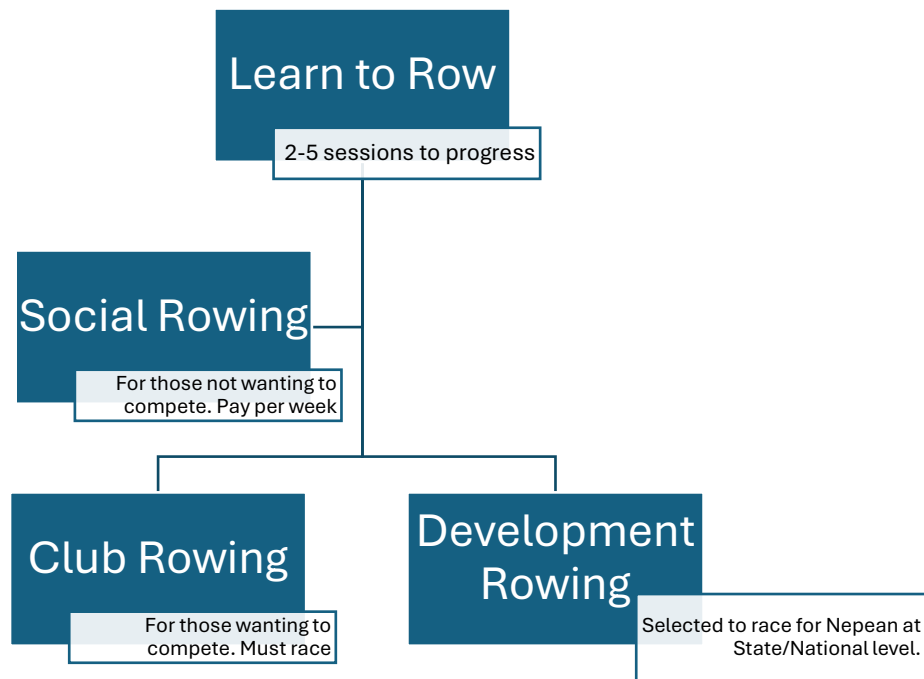 Learn to Row
2-5 sessions to progress
Social Rowing
For those not wanting to
compete. Pay per week
Club Rowing
For those wanting to
compete. Must race
Development
Rowing
Selected to race for Nepean at
State/National level.